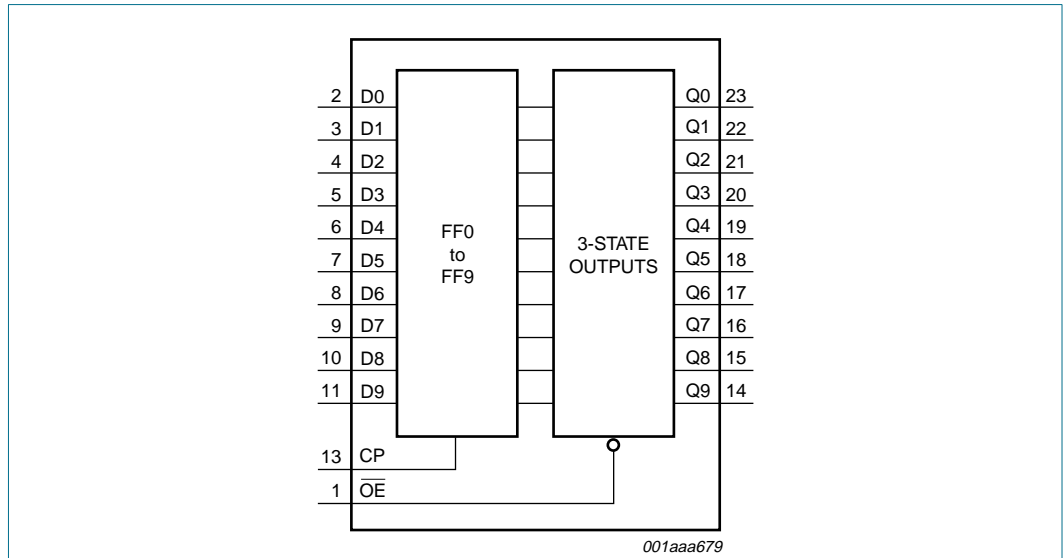 2 D0 Q0 23
3 D1 Q1 22
4 D2 Q2 21
5 D3 Q3 20
6 D4 FF0 Q4 19
to 3-STATE
7 D5 FF9 OUTPUTS Q5 18
8 D6 Q6 17
9 D7 Q7 16
10 D8 Q8 15
11 D9 Q9 14
13 CP
1 O̅E̅
001aaa679